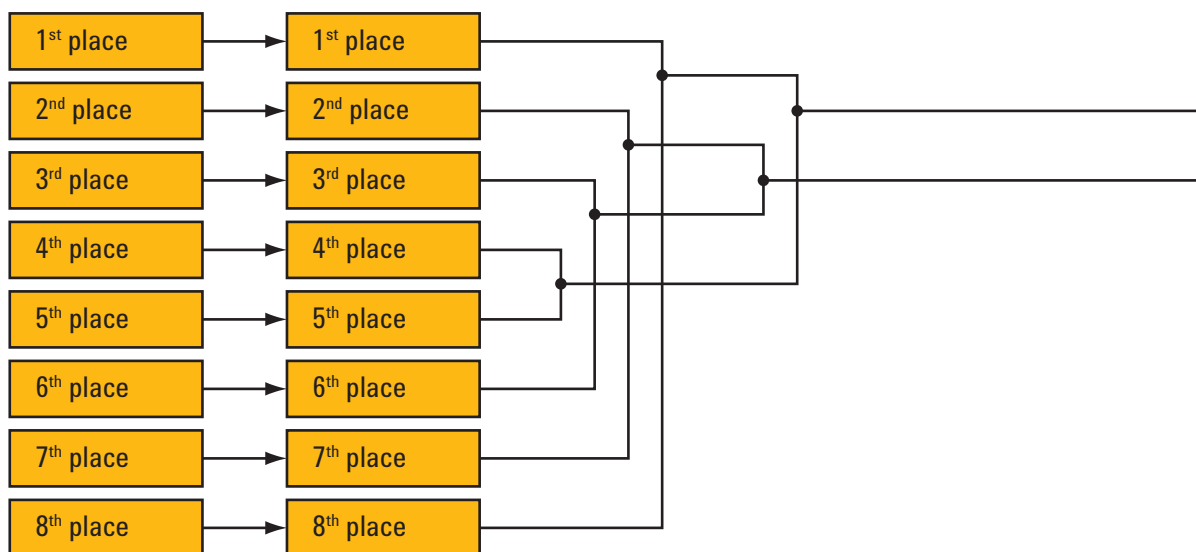 1st place 1st place
2nd place 2nd place
3rd place 3rd place
4th place 4th place
5th place 5th place
6th place 6th place
7th place 7th place
8th place 8th place